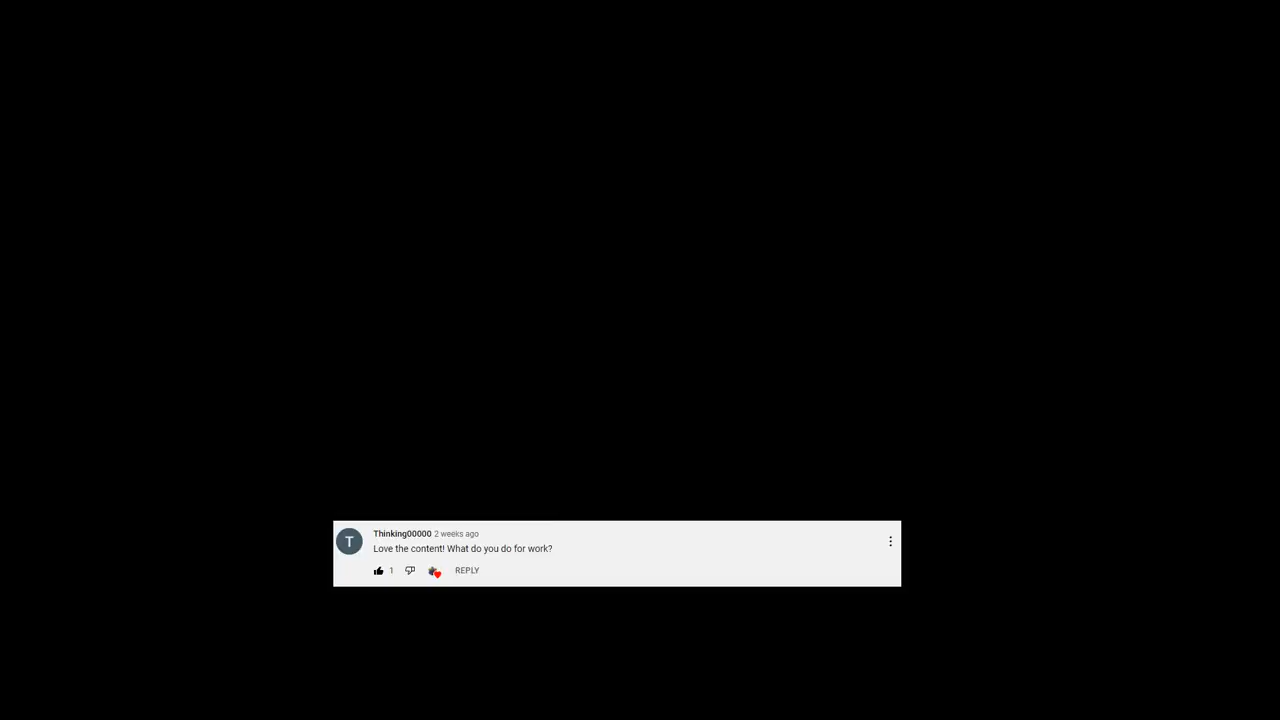 T
Thinking00000 2 weeks ago
Love the content! What do you do for work?
1 REPLY